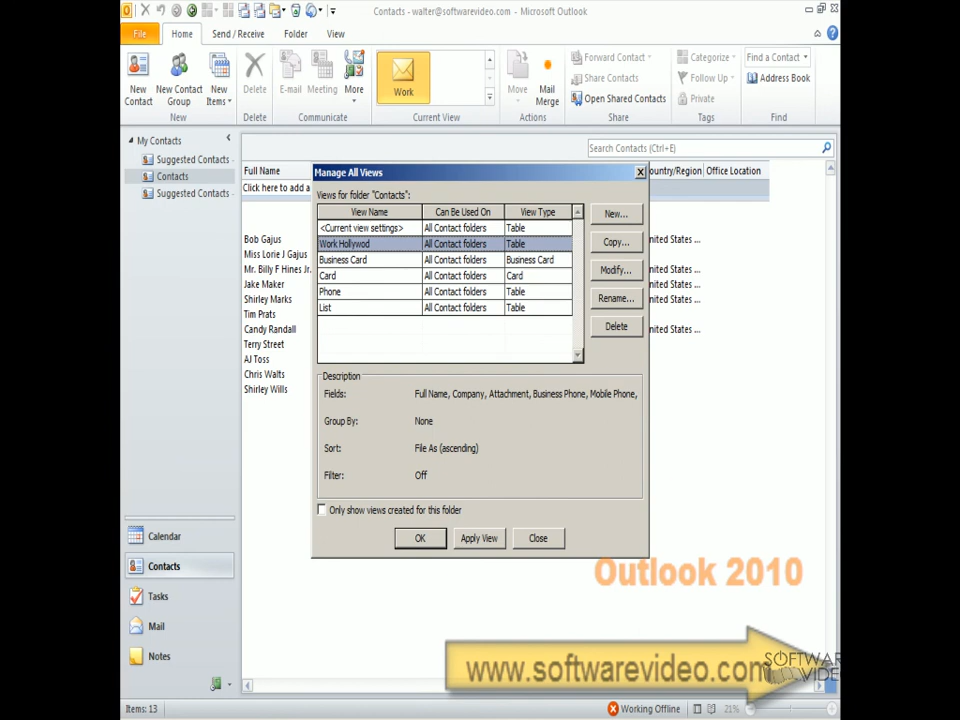 Contacts - walter@softwarevideo.com - Microsoft Outlook
File Home Send / Receive Folder View
New Contact
New Contact Group
New Items
Delete
E-mail
Meeting
More
Work
Move
Mail Merge
Forward Contact
Share Contacts
Open Shared Contacts
Categorize
Follow Up
Private
Find a Contact
Address Book
New
Delete
Communicate
Current View
Actions
Share
Tags
Find
My Contacts
Suggested Contacts
Contacts
Suggested Contacts
Search Contacts (Ctrl+E)
Full Name
ountry/Region Office Location
Click here to add a
Bob Gajus
Miss Lorie J Gajus
Mr. Billy F Hines Jr.
Jake Maker
Shirley Marks
Tim Prats
Candy Randall
Terry Street
AJ Toss
Chris Walts
Shirley Wills
nited States ...
nited States ...
nited States ...
nited States ...
Manage All Views
Views for folder "Contacts":
View Name Can Be Used On View Type
<Current view settings> All Contact folders Table
Work Hollywod All Contact folders Table
Business Card All Contact folders Business Card
Card All Contact folders Card
Phone All Contact folders Table
List All Contact folders Table
New...
Copy...
Modify...
Rename...
Delete
Description
Fields: Full Name, Company, Attachment, Business Phone, Mobile Phone,
Group By: None
Sort: File As (ascending)
Filter: Off
Only show views created for this folder
OK Apply View Close
Calendar
Contacts
Tasks
Mail
Notes
Outlook 2010
www.softwarevideo.com
SOFTWAR
VIDEO
Items: 13
Working Offline
21%